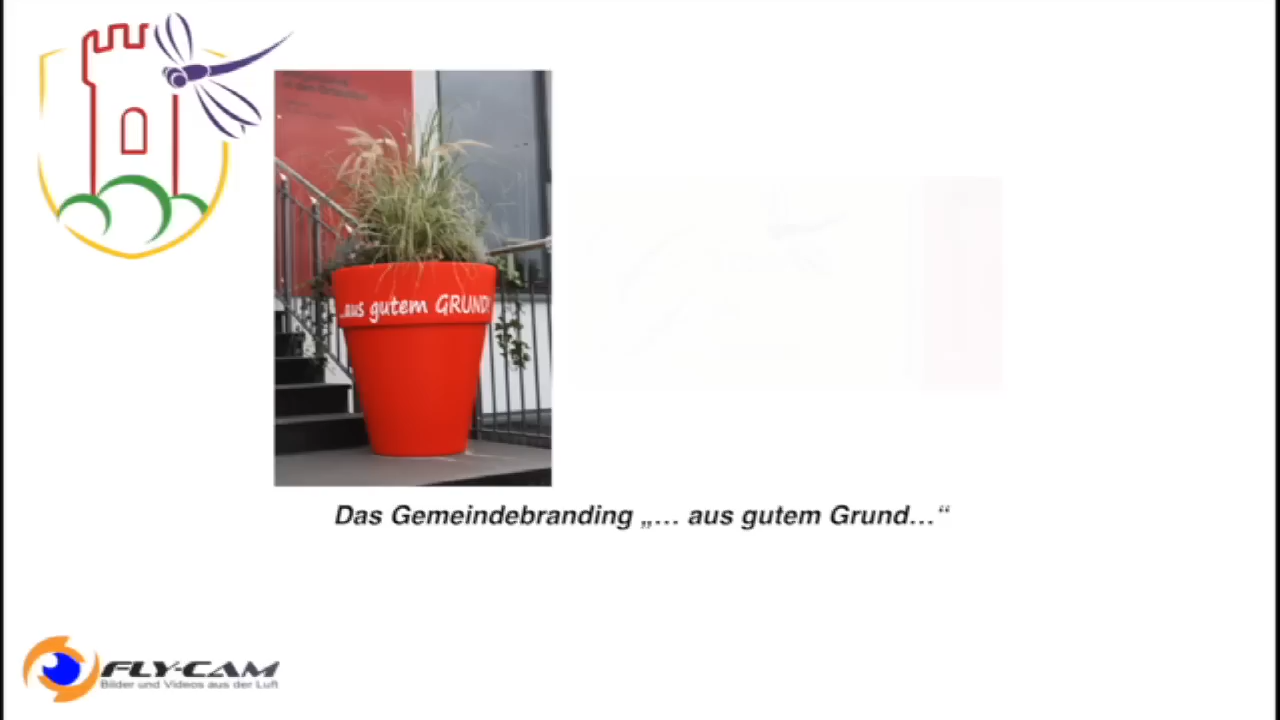 ...aus gutem GRUND!
Das Gemeindebranding „... aus gutem Grund...“
FLY-CAM
Bilder und Videos aus der Luft